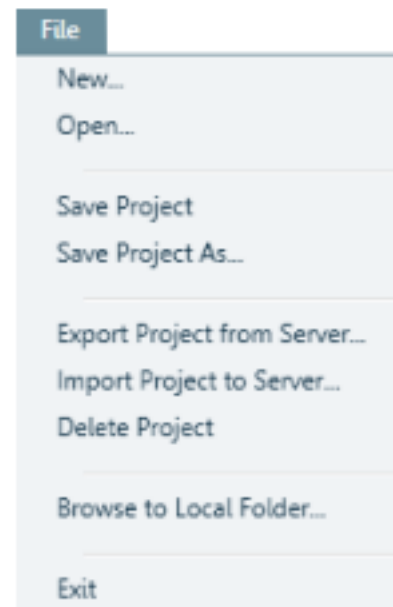 File
New...
Open...
Save Project
Save Project As...
Export Project from Server...
Import Project to Server...
Delete Project
Browse to Local Folder...
Exit